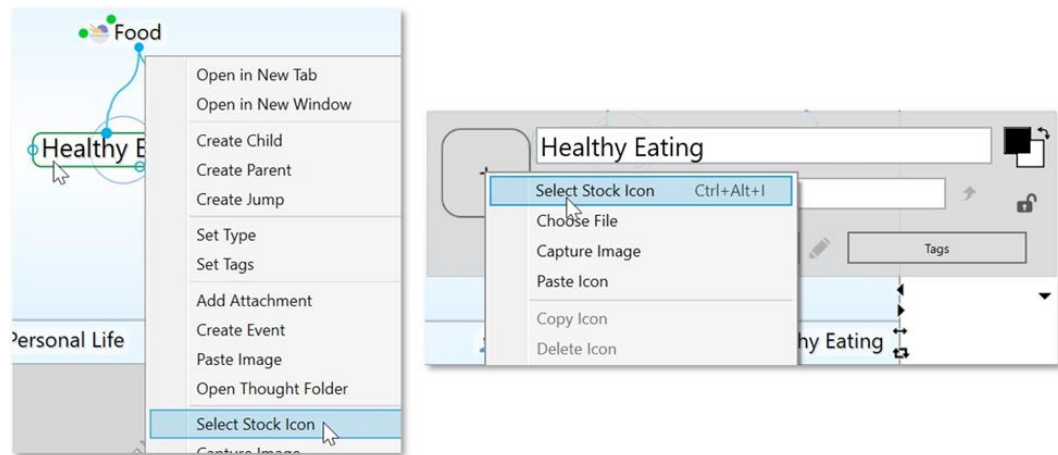 Food
Healthy E
Open in New Tab
Open in New Window
Create Child
Create Parent
Create Jump
Set Type
Set Tags
Add Attachment
Create Event
Paste Image
Open Thought Folder
Select Stock Icon
Capture Image
Personal Life
Healthy Eating
Select Stock Icon Ctrl+Alt+I
Choose File
Capture Image
Paste Icon
Copy Icon
Delete Icon
Tags
hy Eating